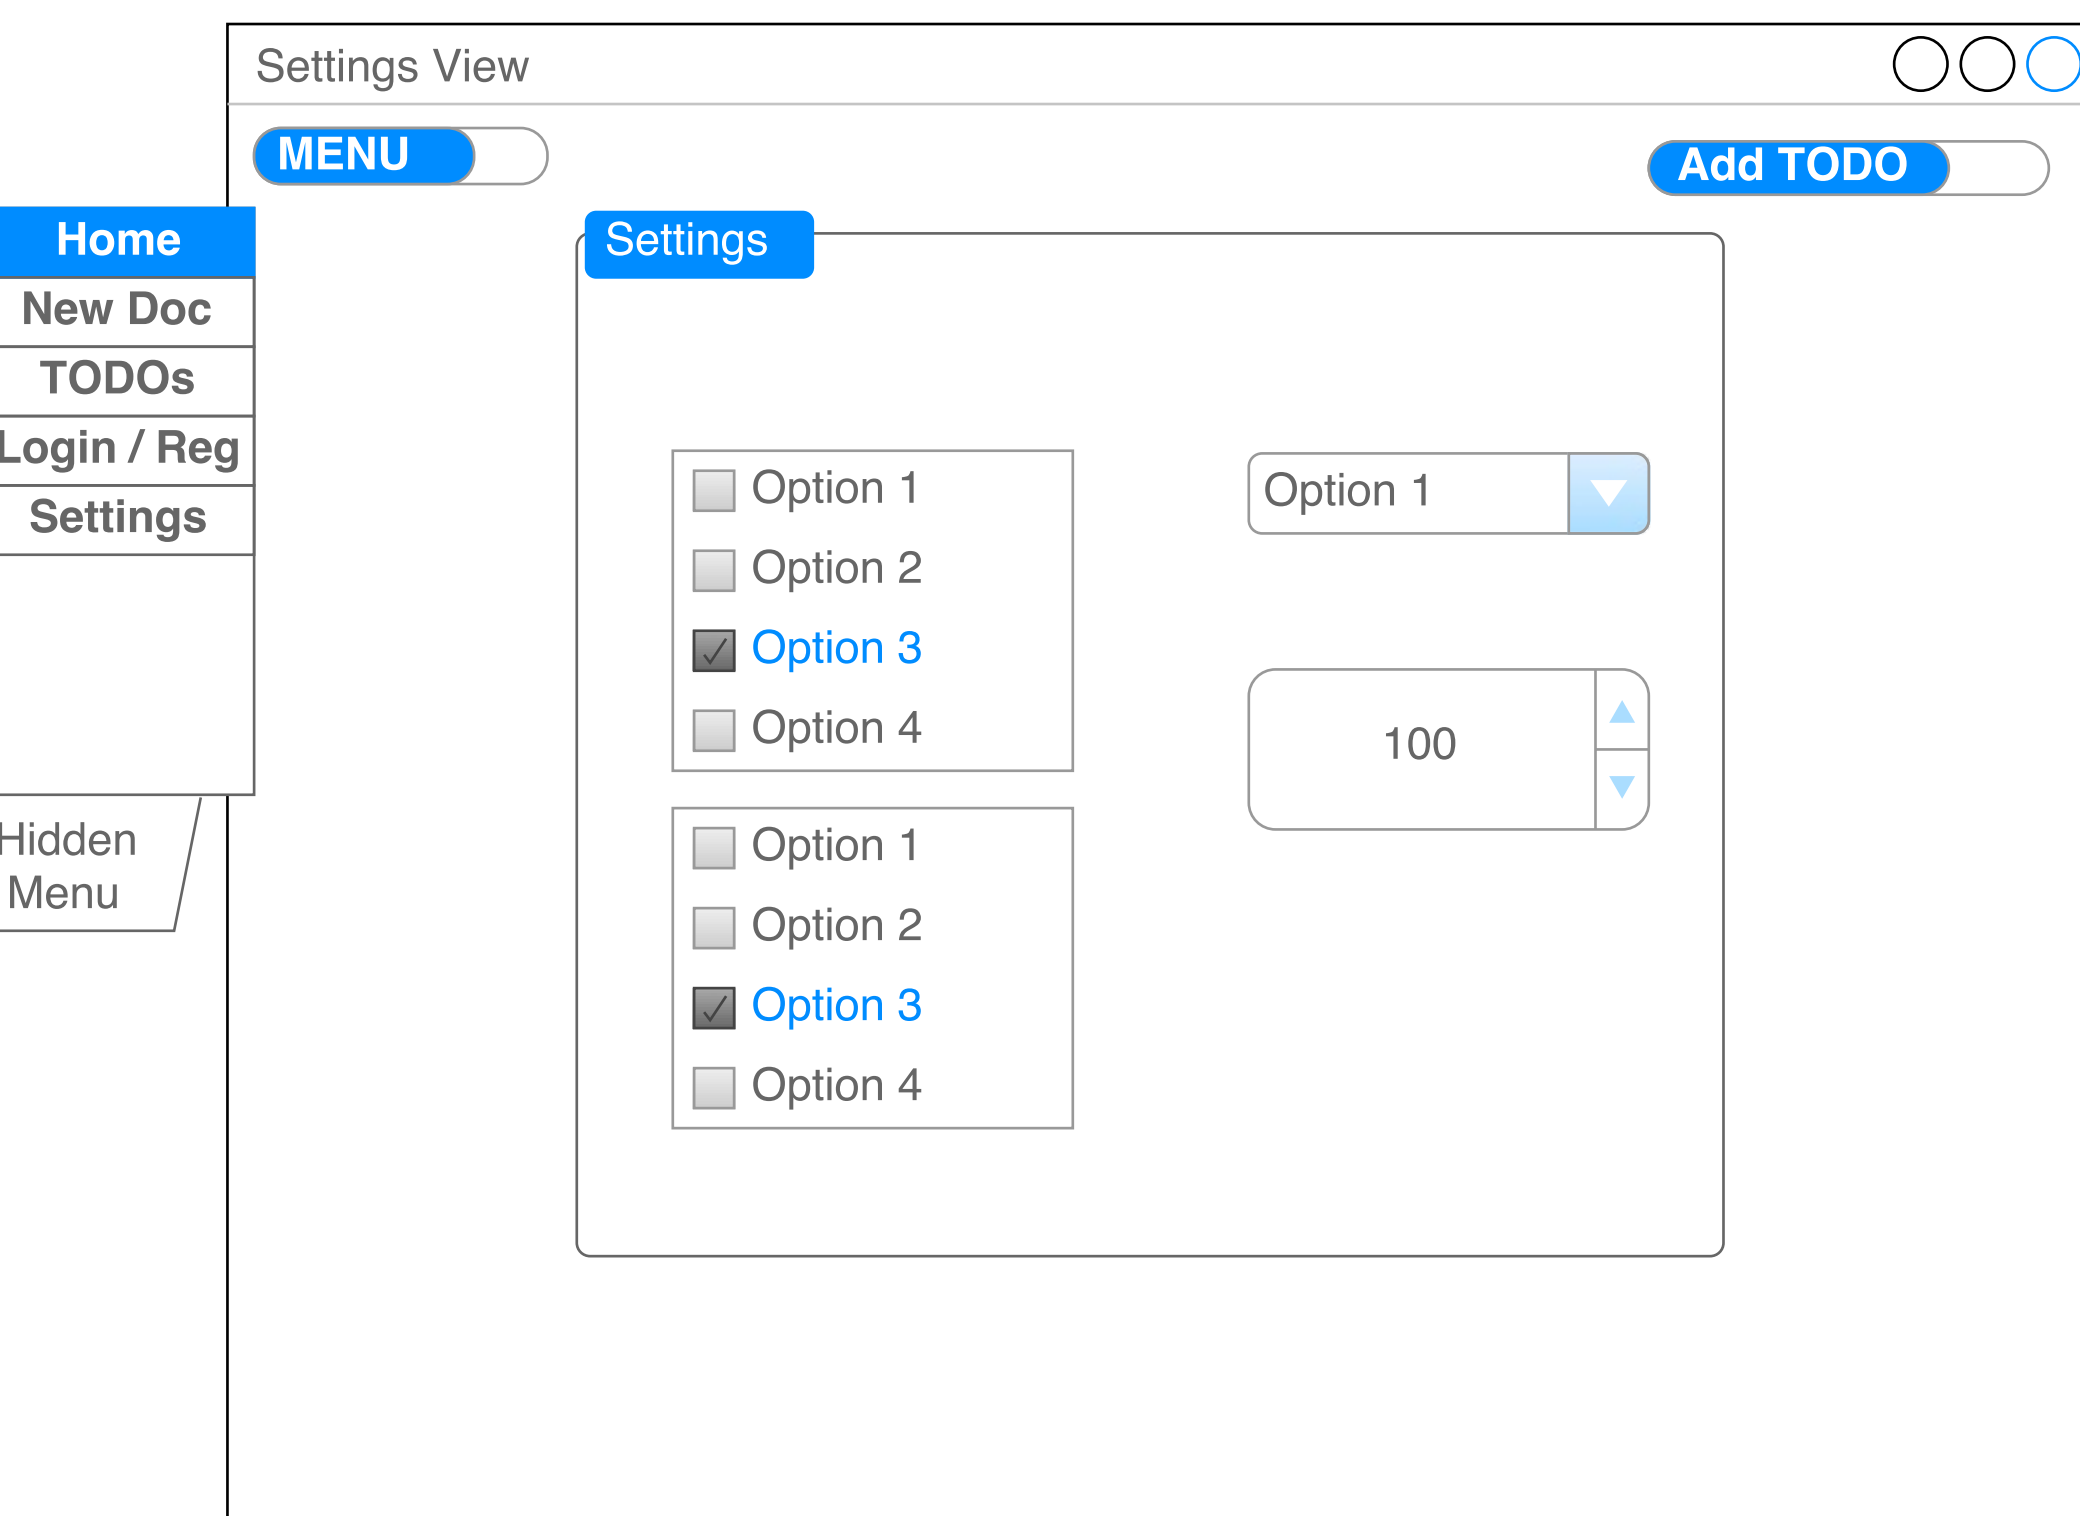 Settings View
MENU
Add TODO
Home
New Doc
TODOs
Login / Reg
Settings
Hidden
Menu
Settings
Option 1
Option 2
Option 3
Option 4
Option 1
Option 2
Option 3
Option 4
Option 1
100